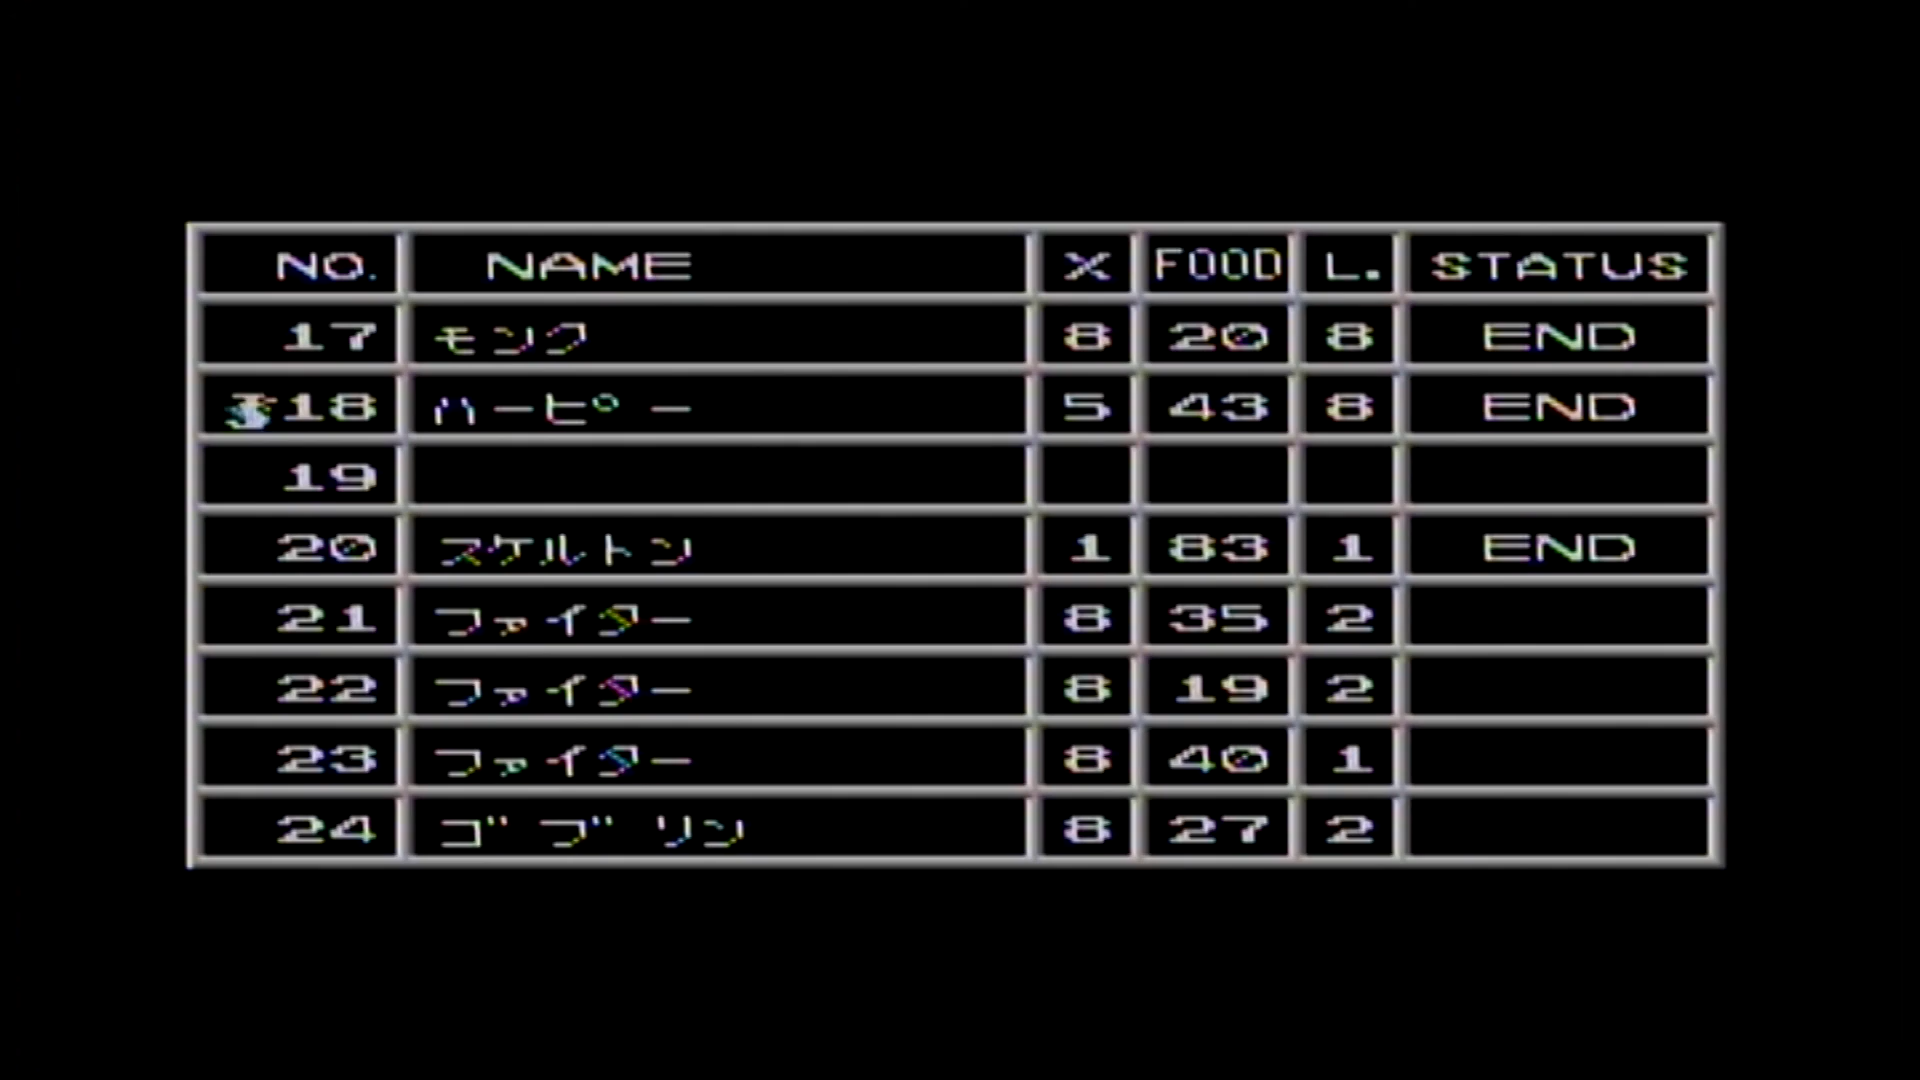 NO. NAME X FOOD L. STATUS
17 モンク 8 20 8 END
18 ハーピー 5 43 8 END
19
20 スケルトン 1 83 1 END
21 ファイター 8 35 2
22 ファイター 8 19 2
23 ファイター 8 40 1
24 ゴブリン 8 27 2